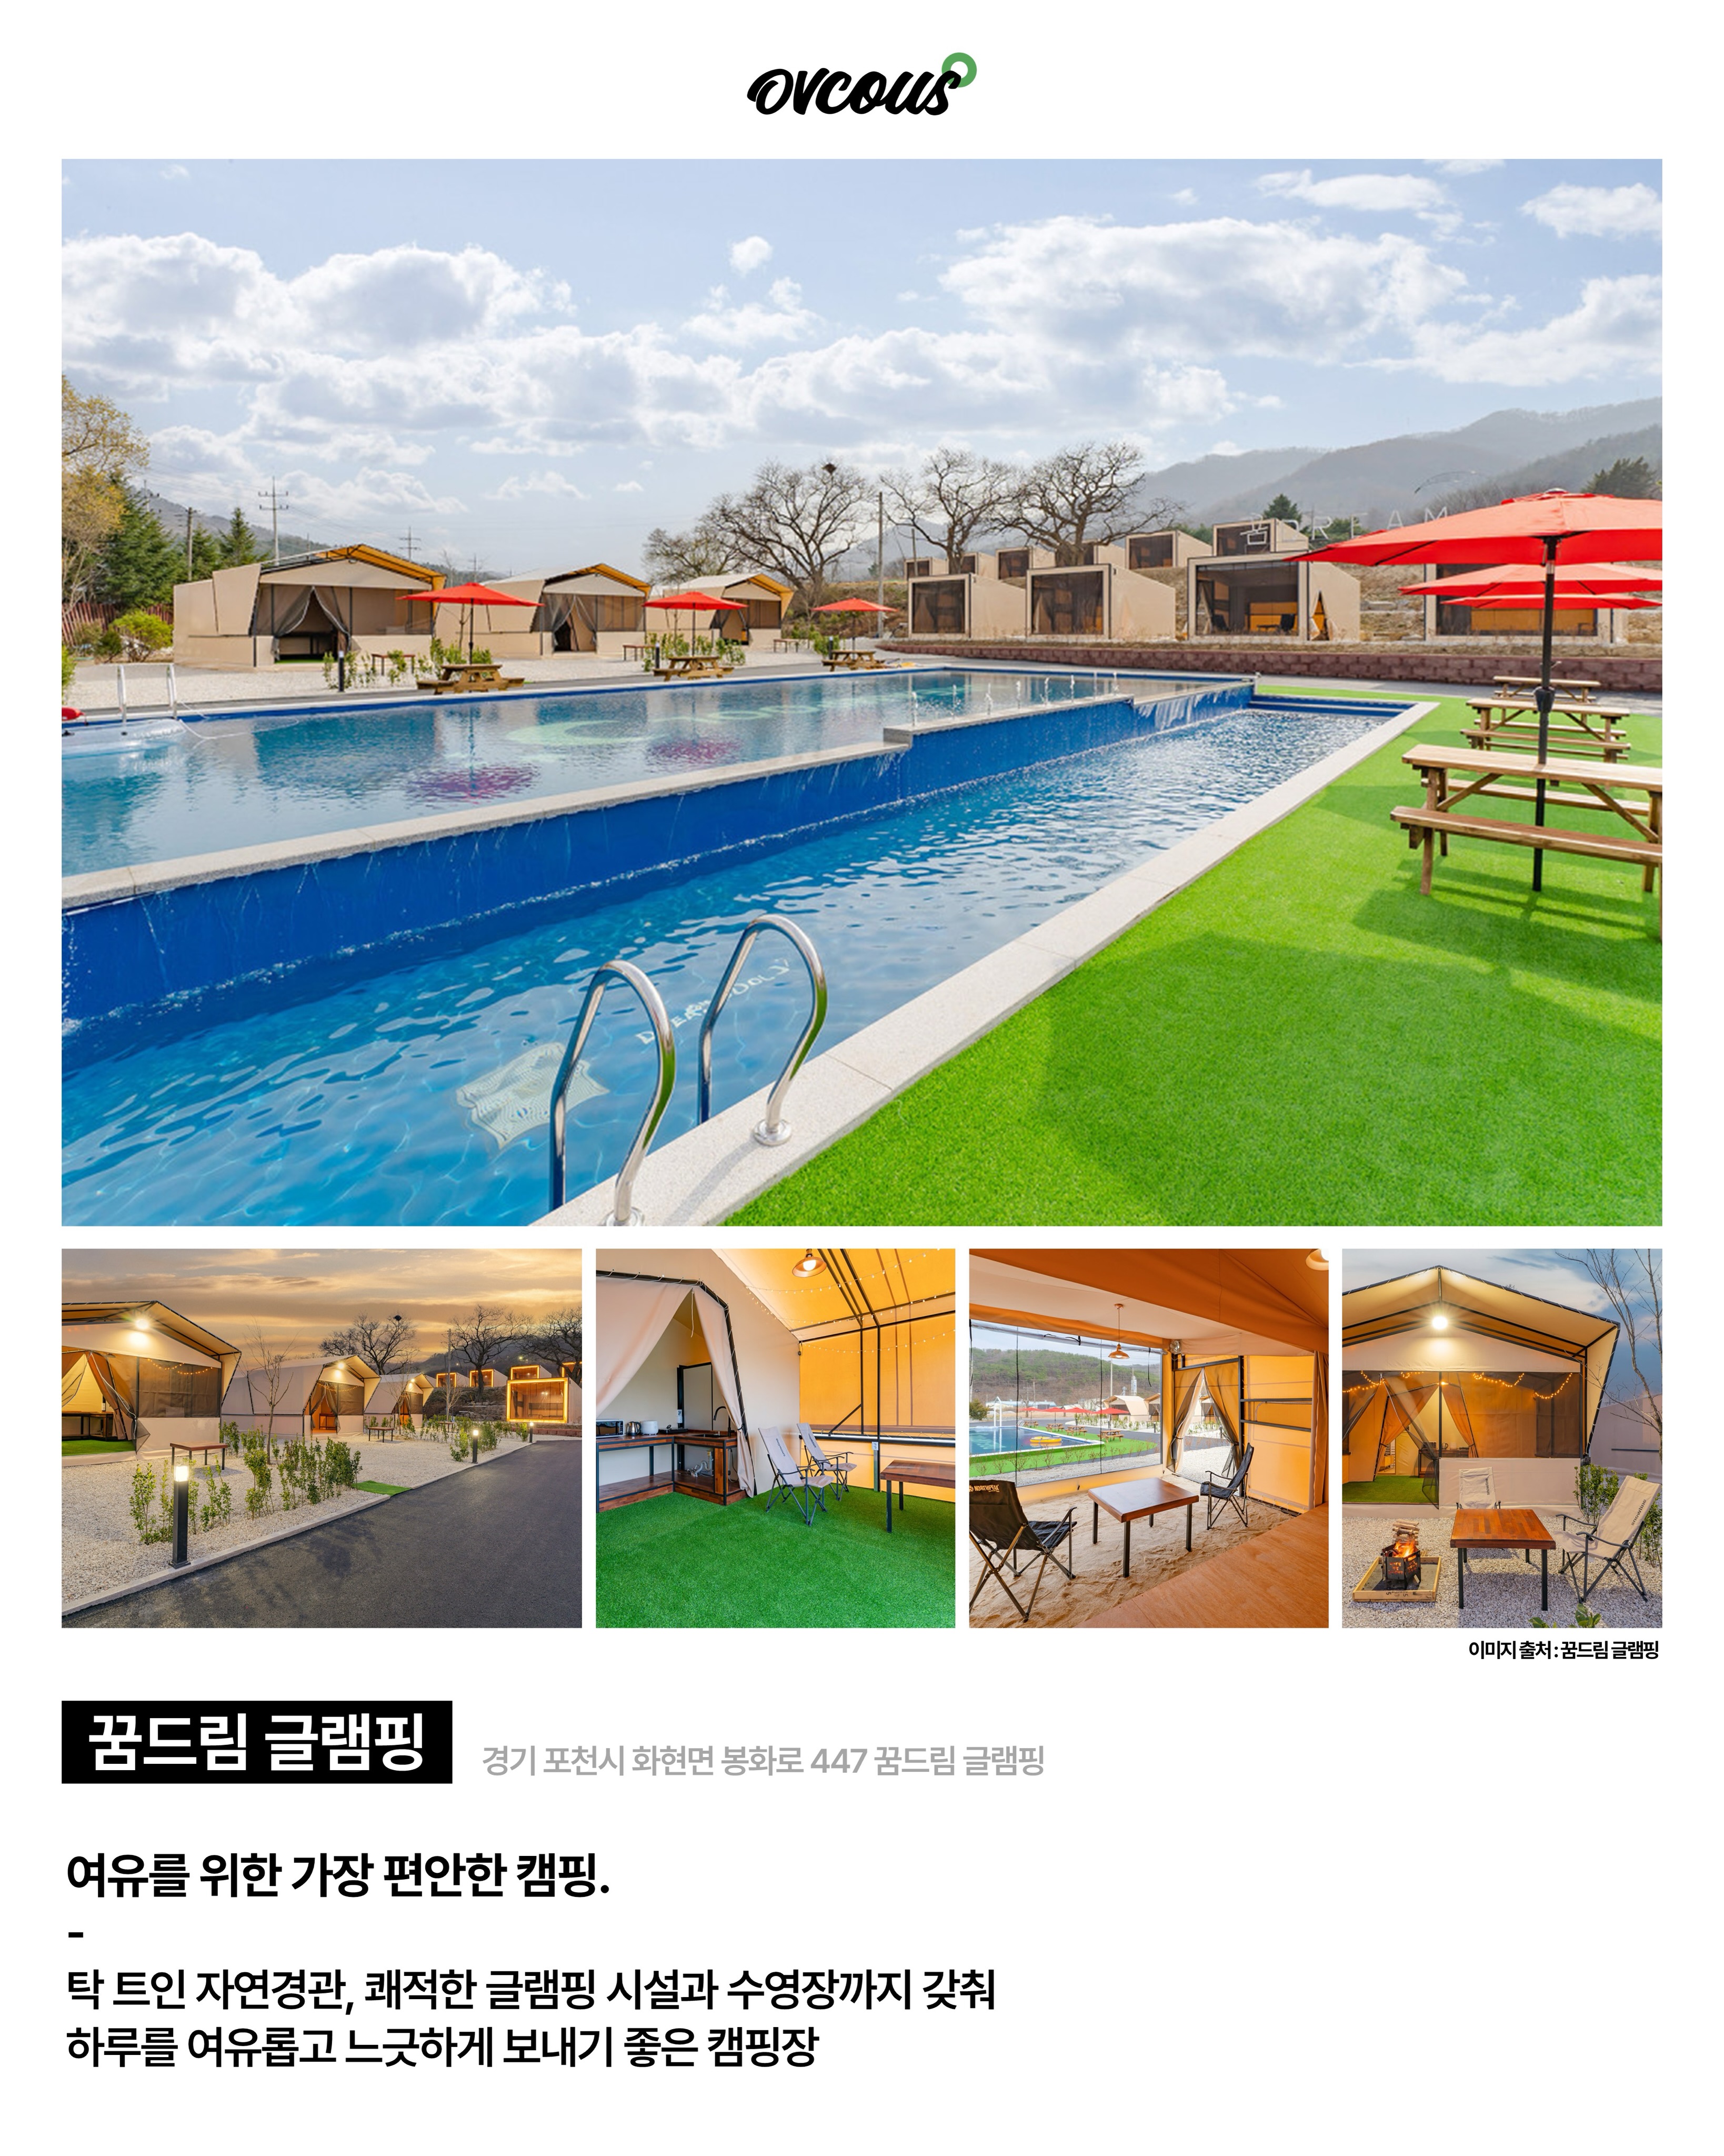 ovcous
이미지 출처 : 꿈드림 글램핑
꿈드림 글램핑
경기 포천시 화현면 봉화로 447 꿈드림 글램핑
여유를 위한 가장 편안한 캠핑.
-
탁 트인 자연경관, 쾌적한 글램핑 시설과 수영장까지 갖춰
하루를 여유롭고 느긋하게 보내기 좋은 캠핑장